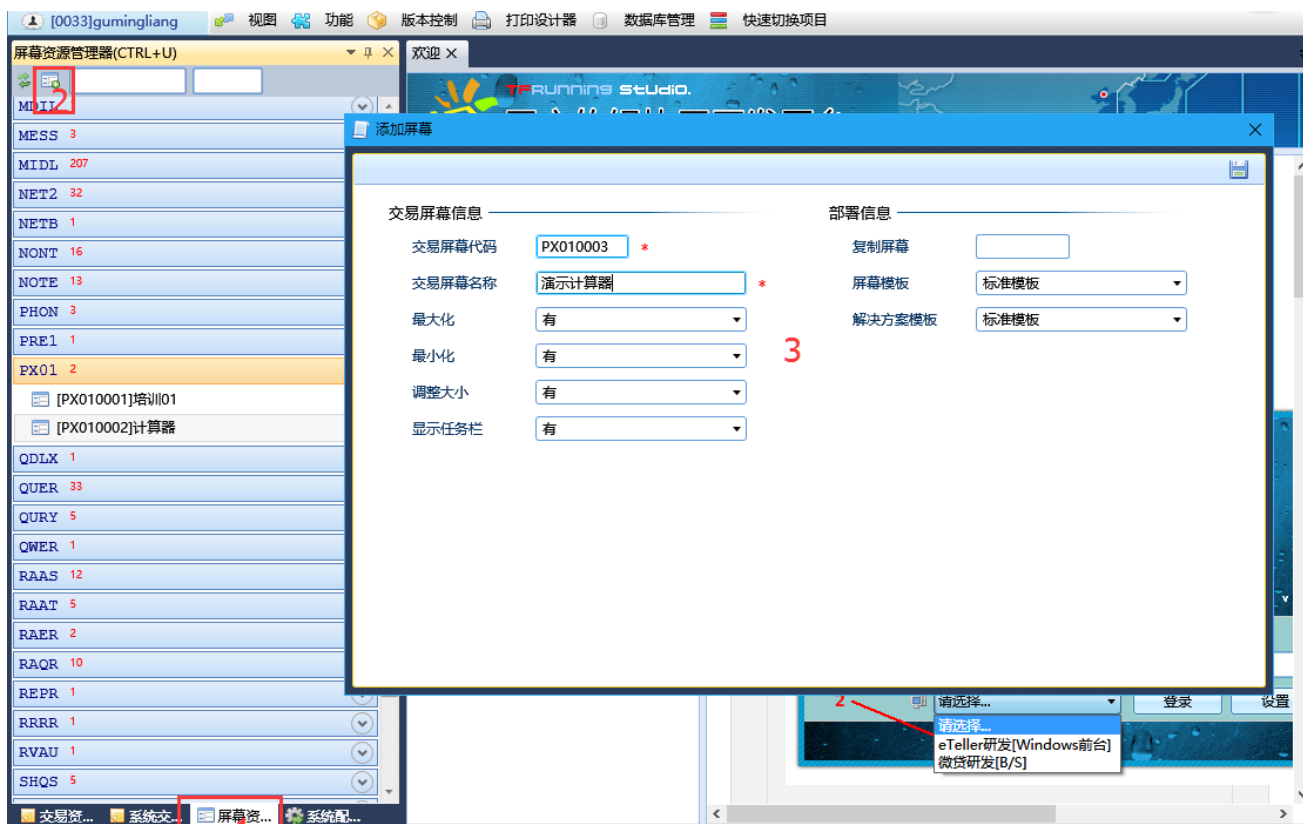 [0033]gumingliang 视图 功能 版本控制 打印设计器 数据库管理 快速切换项目
屏幕资源管理器(CTRL+U)
欢迎
2
TFRunning Studio.
MESS 3
MIDL 207
NET2 32
NETB 1
NONT 16
NOTE 13
PHON 3
PRE1 1
PX01 2
[PX010001]培训01
[PX010002]计算器
QDLX 1
QUER 33
QURY 5
QWER 1
RAAS 12
RAAT 5
RAER 2
RAQR 10
REPR 1
RRRR 1
RVAU 1
SHQS 5
交易资... 系统交... 屏幕资... 系统配...
添加屏幕
交易屏幕信息
交易屏幕代码 PX010003 *
交易屏幕名称 演示计算器 *
最大化 有
最小化 有
调整大小 有
显示任务栏 有
3
部署信息
复制屏幕
屏幕模板 标准模板
解决方案模板 标准模板
2 请选择... 登录 设置
请选择...
eTeller研发[Windows前台]
微贷研发[B/S]